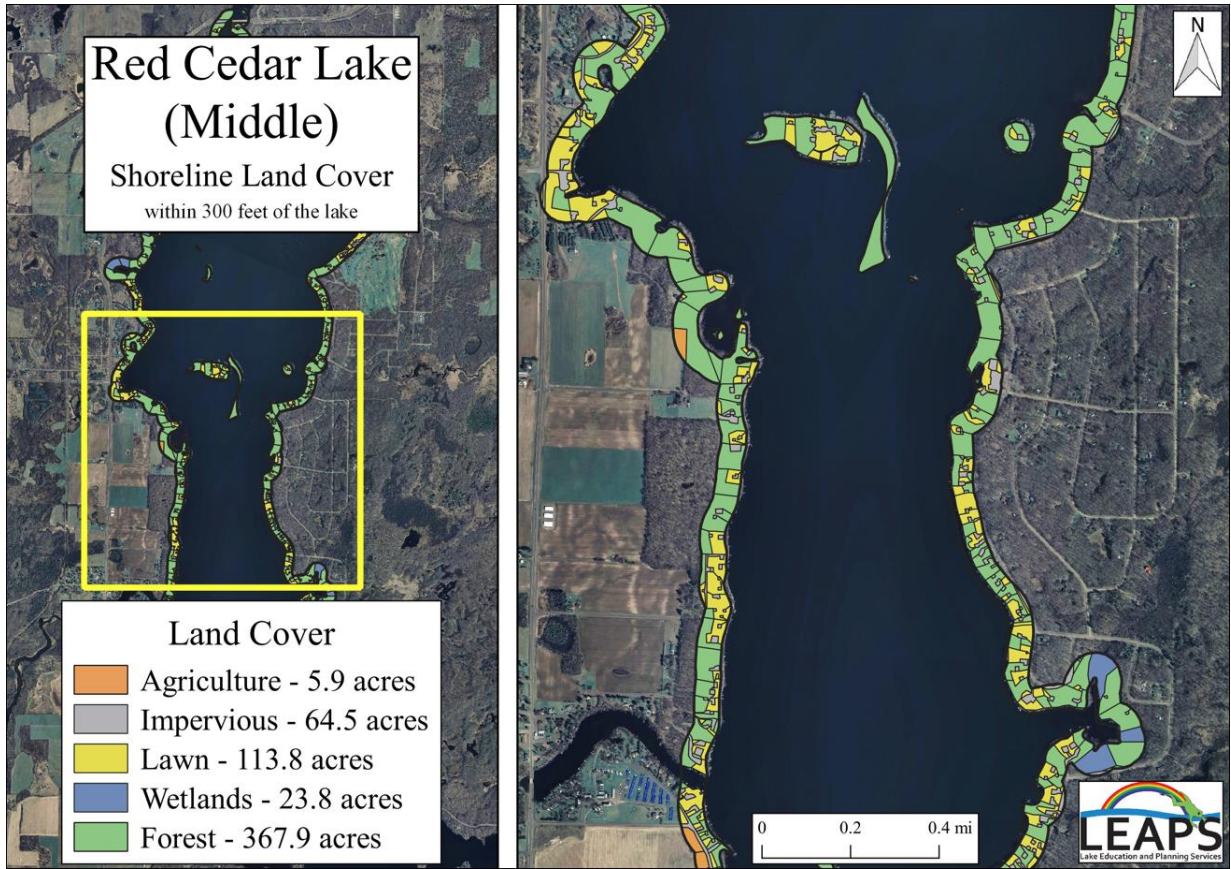 Red Cedar Lake
(Middle)
Shoreline Land Cover
within 300 feet of the lake
Land Cover
Agriculture - 5.9 acres
Impervious - 64.5 acres
Lawn - 113.8 acres
Wetlands - 23.8 acres
Forest - 367.9 acres
N
0 0.2 0.4 mi
LEAPS
Lake Education and Planning Services